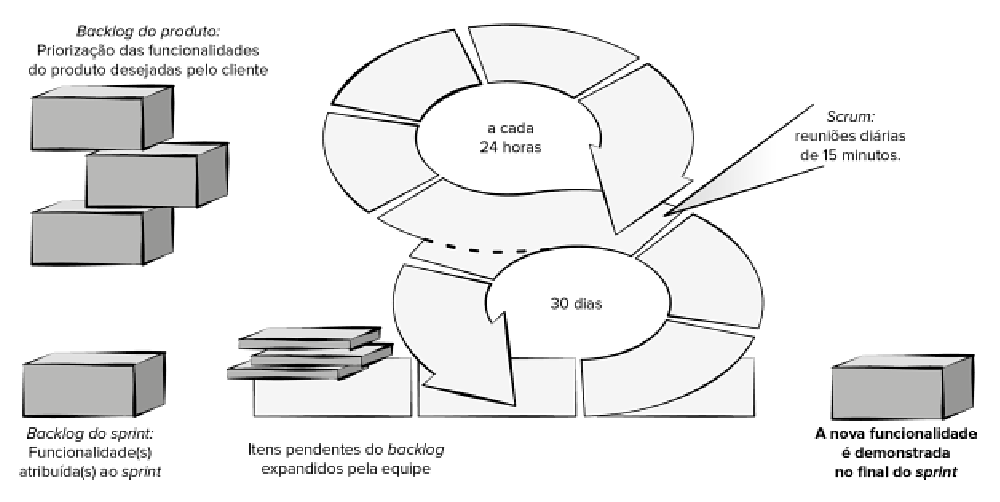 Backlog do produto:
Priorização das funcionalidades
do produto desejadas pelo cliente
a cada
24 horas
Scrum:
reuniões diárias
de 15 minutos.
30 dias
Backlog do sprint:
Funcionalidade(s)
atribuída(s) ao sprint
Itens pendentes do backlog
expandidos pela equipe
A nova funcionalidade
é demonstrada
no final do sprint